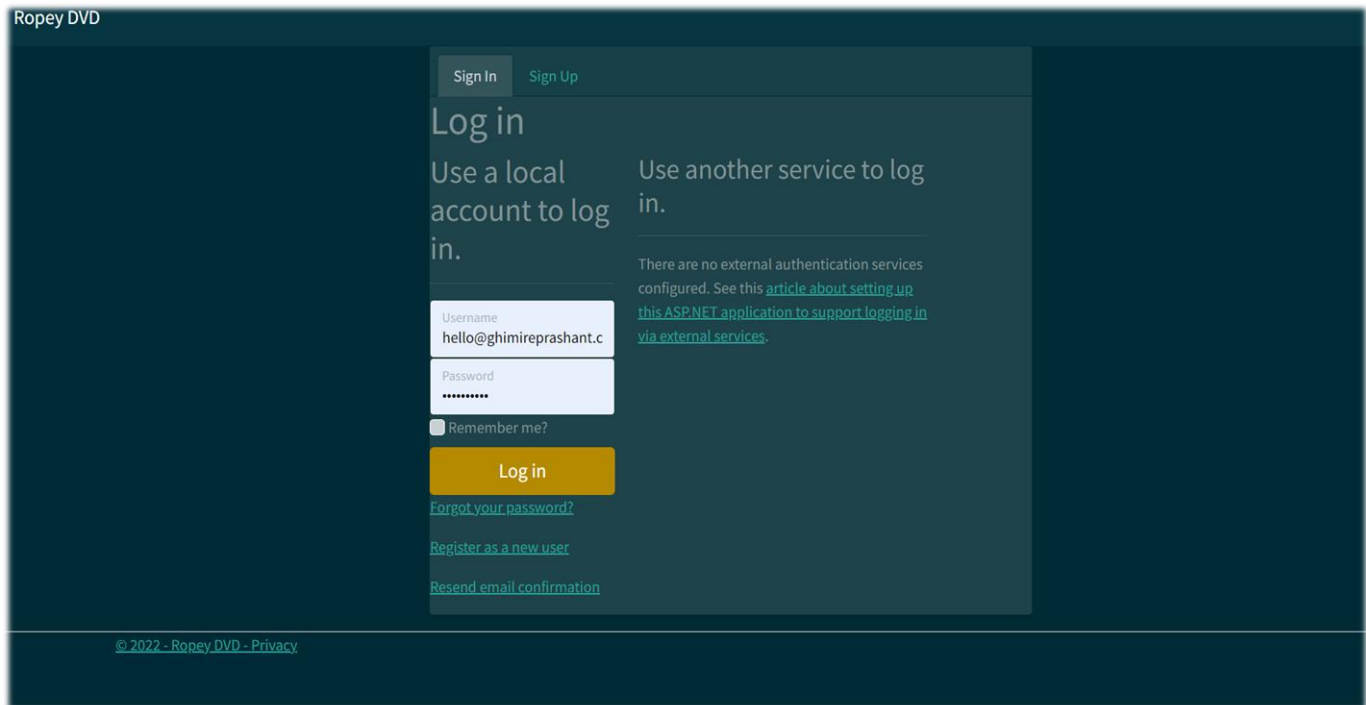 Ropey DVD
Sign In
Sign Up
Log in
Use a local
account to log
in.
Username
hello@ghimireprashant.c
Password
••••••••••
Remember me?
Log in
Forgot your password?
Register as a new user
Resend email confirmation
Use another service to log
in.
There are no external authentication services
configured. See this article about setting up
this ASP.NET application to support logging in
via external services.
© 2022 - Ropey DVD - Privacy